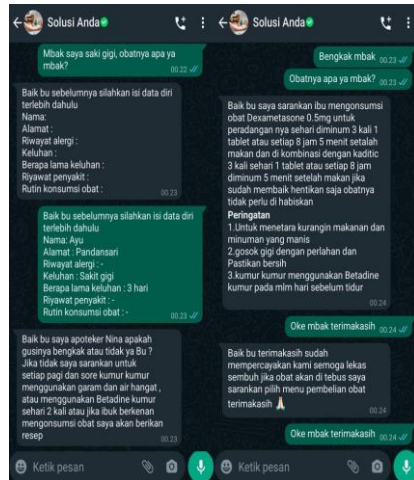 Solusi Anda
Mbak saya saki gigi, obatnya apa ya
mbak?
00.22
Baik bu sebelumnya silahkan isi data diri
terlebih dahulu
Nama:
Alamat :
Riwayat alergi :
Keluhan :
Berapa lama keluhan :
Riyawat penyakit :
Rutin konsumsi obat :
00.23
Baik bu sebelumnya silahkan isi data diri
terlebih dahulu
Nama: Ayu
Alamat : Pandansari
Riwayat alergi : -
Keluhan : Sakit gigi
Berapa lama keluhan : 3 hari
Riyawat penyakit : -
Rutin konsumsi obat : -
00.23
Baik bu saya apoteker Nina apakah
gusinya bengkak atau tidak ya Bu ?
Jika tidak saya sarankan untuk
setiap pagi dan sore kumur kumur
menggunakan garam dan air hangat ,
atau menggunakan Betadine kumur
sehari 2 kali atau jika ibuk berkenan
mengonsumsi obat saya akan berikan
resep
00.23
Ketik pesan
Solusi Anda
Bengkak mbak
00.23
Obatnya apa ya mbak?
00.23
Baik bu saya sarankan ibu mengonsumsi
obat Dexametasone 0.5mg untuk
peradangan nya sehari diminum 3 kali 1
tablet atau setiap 8 jam 5 menit setelah
makan dan di kombinasi dengan kaditic
3 kali sehari 1 tablet atau setiap 8 jam
diminum 5 menit setelah makan jika
sudah membaik hentikan saja obatnya
tidak perlu di habiskan
Peringatan
1.Untuk menetara kurangin makanan dan
minuman yang manis
2.gosok gigi dengan perlahan dan
Pastikan bersih
3.kumur kumur menggunakan Betadine
kumur pada mlm hari sebelum tidur
00.24
Oke mbak terimakasih
00.24
Baik bu terimakasih sudah
mempercayakan kami semoga lekas
sembuh jika obat akan di tebus saya
sarankan pilih menu pembelian obat
terimakasih 🙏
00.24
Oke mbak terimakasih
00.24
Ketik pesan